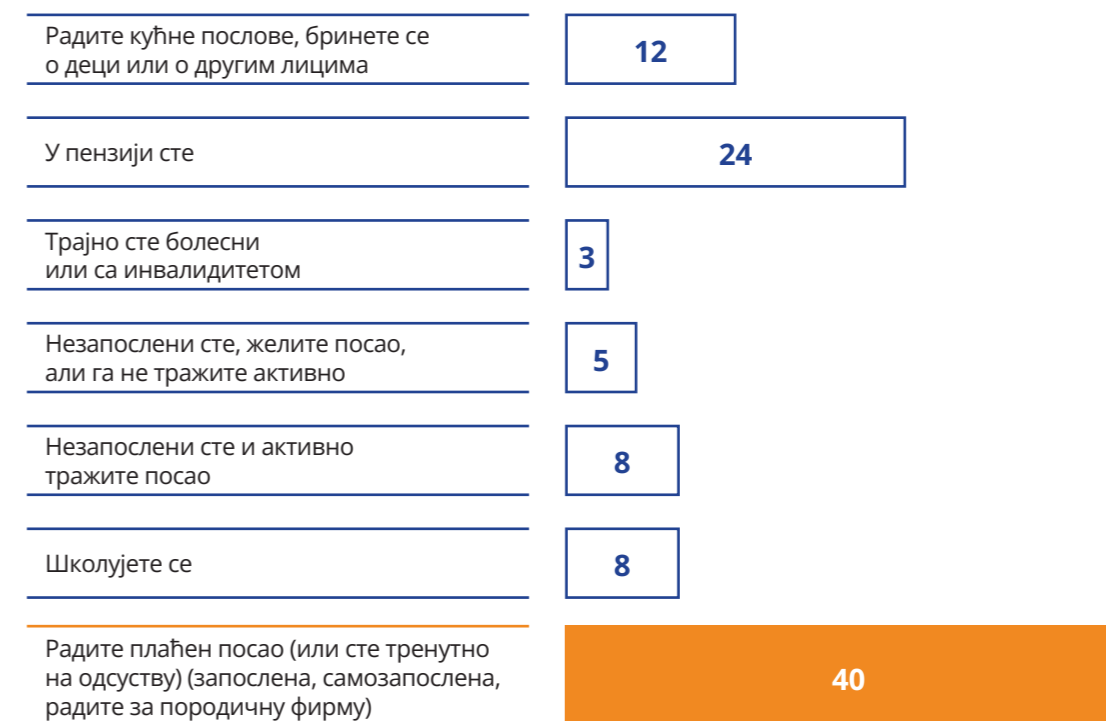 Радите кућне послове, бринете се
о деци или о другим лицима
12
У пензији сте
24
Трајно сте болесни
или са инвалидитетом
3
Незапослени сте, желите посао,
али га не тражите активно
5
Незапослени сте и активно
тражите посао
8
Школујете се
8
Радите плаћен посао (или сте тренутно
на одсуству) (запослена, самозапослена,
радите за породичну фирму)
40